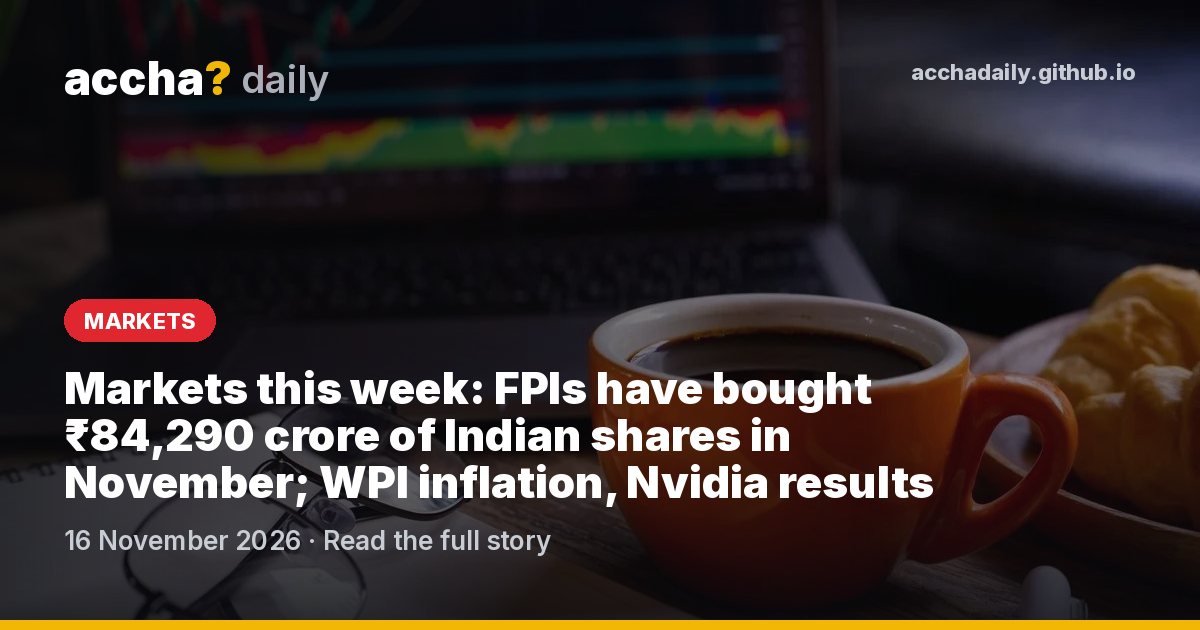 accha? daily
acchadaily.github.io
MARKETS
Markets this week: FPIs have bought
₹84,290 crore of Indian shares in
November; WPI inflation, Nvidia results
16 November 2026 · Read the full story